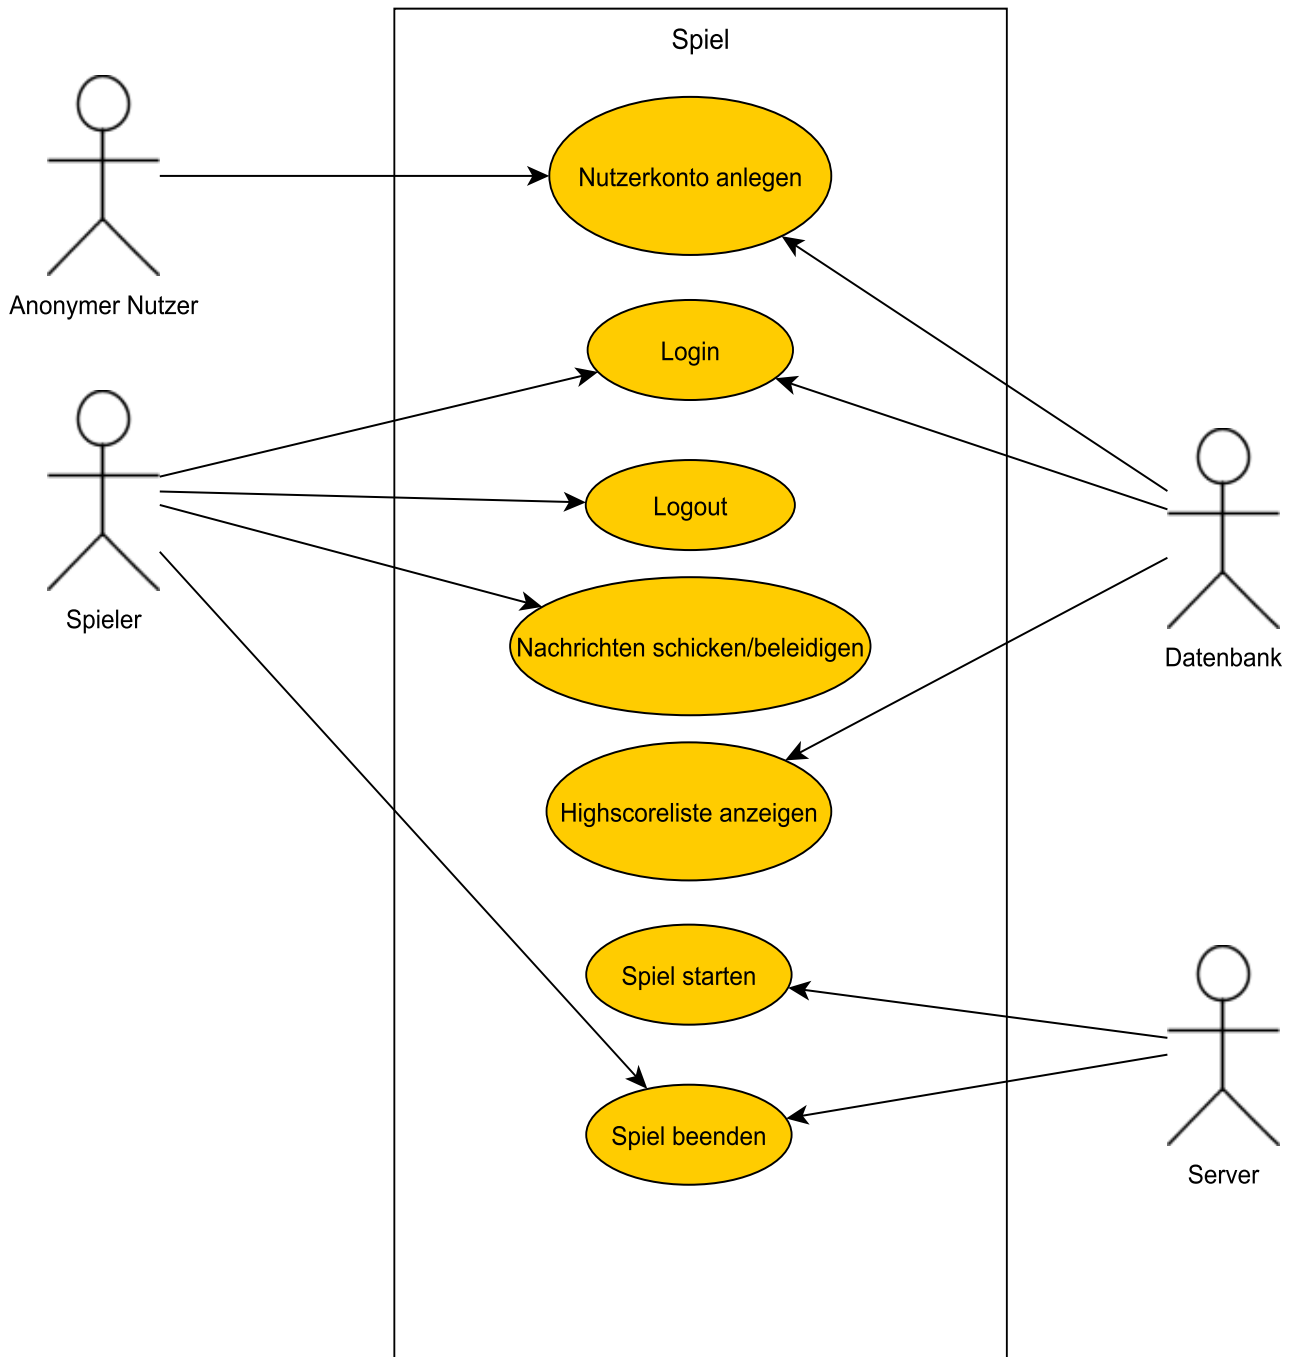 Spiel
Nutzerkonto anlegen
Anonymer Nutzer
Login
Logout
Spieler
Nachrichten schicken/beleidigen
Datenbank
Highscoreliste anzeigen
Spiel starten
Spiel beenden
Server